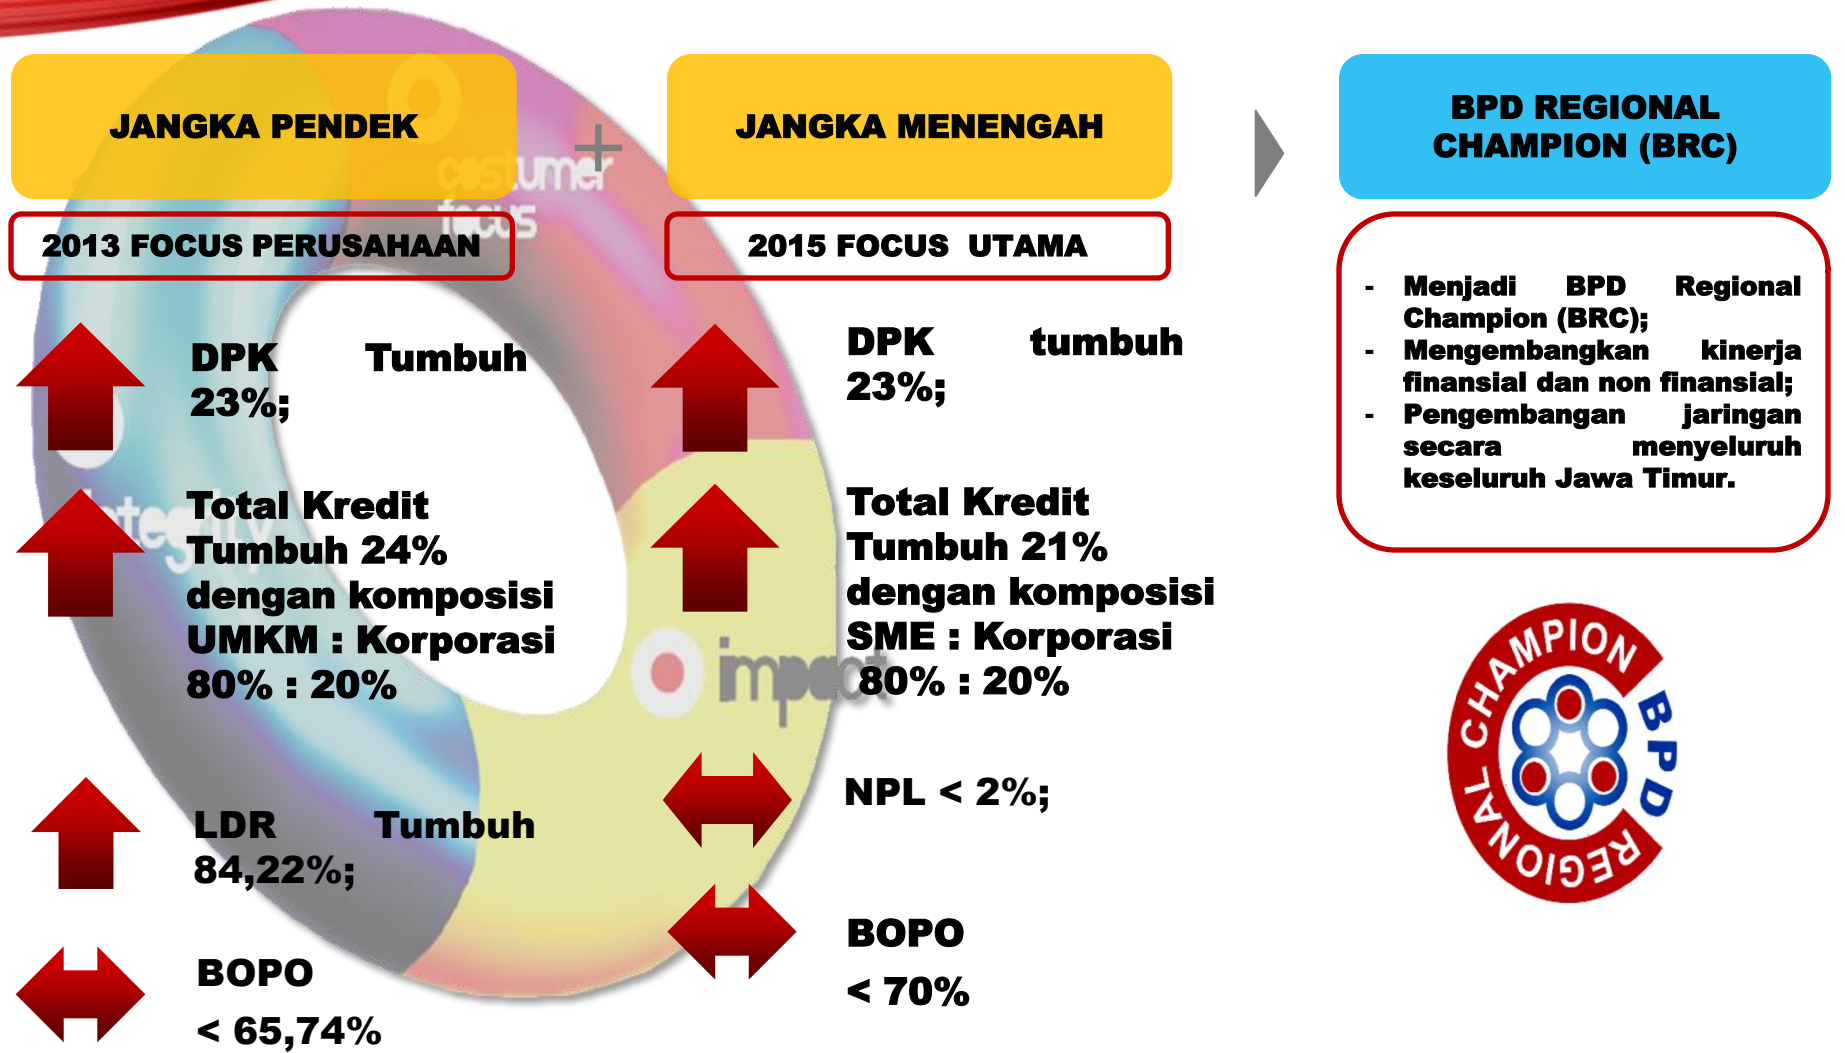 JANGKA PENDEK
2013 FOCUS PERUSAHAAN
DPK Tumbuh
23%;
Total Kredit
Tumbuh 24%
dengan komposisi
UMKM : Korporasi
80% : 20%
LDR Tumbuh
84,22%;
BOPO
< 65,74%
costumer
focus
integrity
impact
+
JANGKA MENENGAH
2015 FOCUS UTAMA
DPK tumbuh
23%;
Total Kredit
Tumbuh 21%
dengan komposisi
SME : Korporasi
80% : 20%
NPL < 2%;
BOPO
< 70%
BPD REGIONAL
CHAMPION (BRC)
- Menjadi BPD Regional
Champion (BRC);
- Mengembangkan kinerja
finansial dan non finansial;
- Pengembangan jaringan
secara menyeluruh
keseluruh Jawa Timur.
REGIONAL CHAMPION
BPD